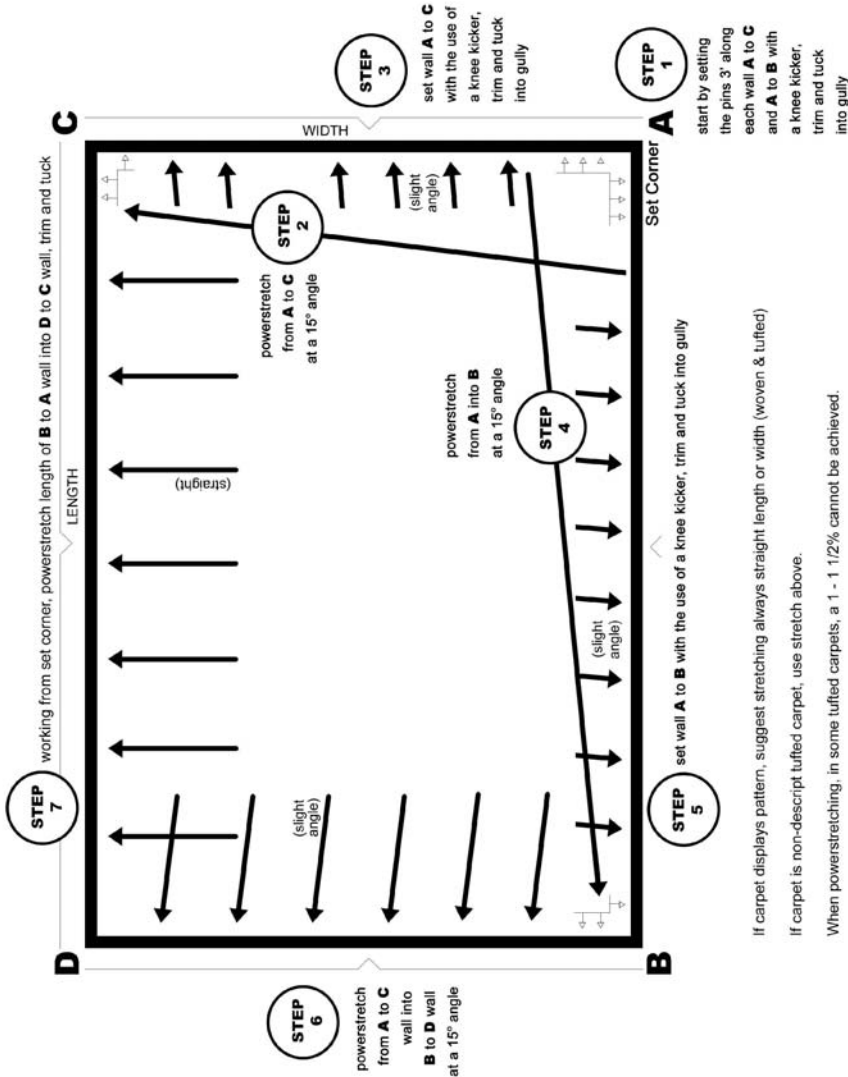 STEP
7
working from set corner, powerstretch length of B to A wall into D to C wall, trim and tuck
D
LENGTH
C
STEP
6
powerstretch
from A to C
wall into
B to D wall
at a 15° angle
(slight
angle)
(straight)
powerstretch
from A to C
at a 15° angle
STEP
2
WIDTH
STEP
3
set wall A to C
with the use of
a knee kicker,
trim and tuck
into gully
(slight
angle)
powerstretch
from A into B
at a 15° angle
STEP
4
(slight
angle)
B
Set Corner
A
STEP
5
set wall A to B with the use of a knee kicker, trim and tuck into gully
STEP
1
start by setting
the pins 3' along
each wall A to C
and A to B with
a knee kicker,
trim and tuck
into gully
If carpet displays pattern, suggest stretching always straight length or width (woven & tufted)
If carpet is non-descript tufted carpet, use stretch above.
When powerstretching, in some tufted carpets, a 1 - 1 1/2% cannot be achieved.